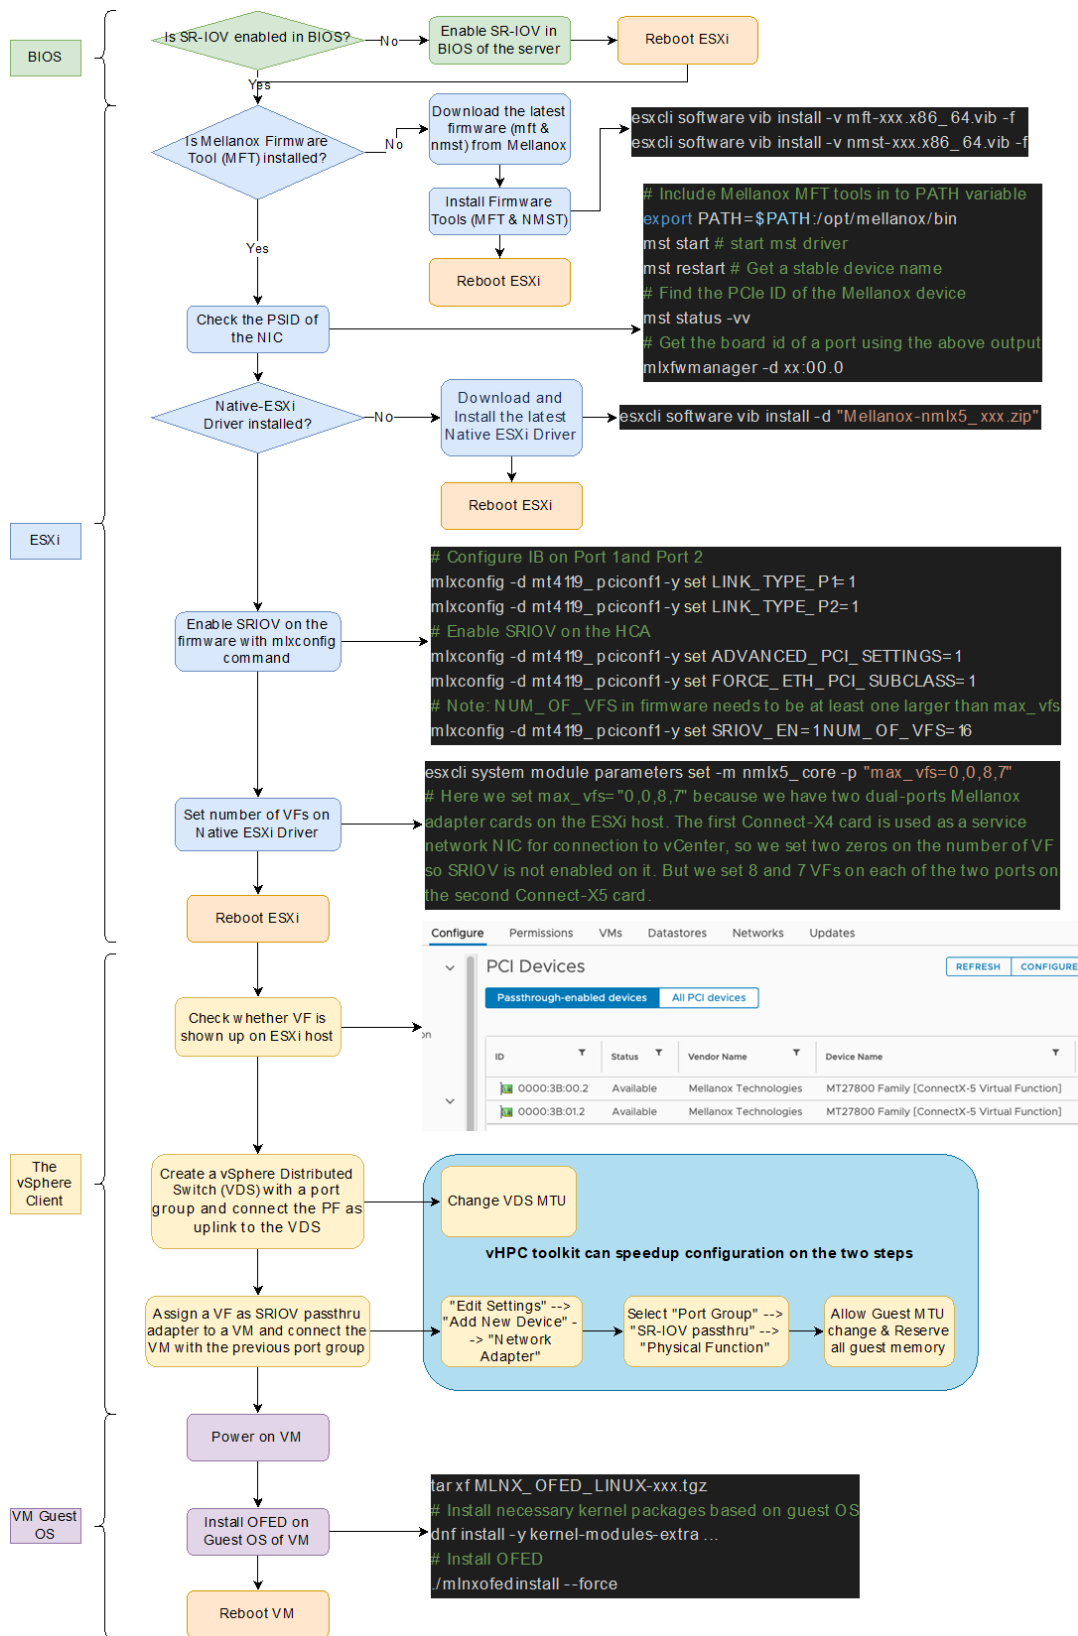 BIOS
Is SR-IOV enabled in BIOS?
No
Enable SR-IOV in
BIOS of the server
Reboot ESXi
Yes
Is Mellanox Firmware
Tool (MFT) installed?
No
Download the latest
firmware (mft &
nmst) from Mellanox
esxcli software vib install -v mft-xxx.x86_64.vib -f
esxcli software vib install -v nmst-xxx.x86_64.vib -f
Install Firmware
Tools (MFT & NMST)
Reboot ESXi
Yes
# Include Mellanox MFT tools in to PATH variable
export PATH=$PATH:/opt/mellanox/bin
mst start # start mst driver
mst restart # Get a stable device name
# Find the PCIe ID of the Mellanox device
mst status -vv
# Get the board id of a port using the above output
mlxfwmanager -d xx:00.0
Check the PSID of
the NIC
Native-ESXi
Driver installed?
No
Download and
Install the latest
Native ESXi Driver
esxcli software vib install -d "Mellanox-nmlx5_xxx.zip"
Reboot ESXi
ESXi
# Configure IB on Port 1and Port 2
mlxconfig -d mt4119_pciconf1-y set LINK_TYPE_P1=1
mlxconfig -d mt4119_pciconf1-y set LINK_TYPE_P2=1
# Enable SRIOV on the HCA
mlxconfig -d mt4119_pciconf1-y set ADVANCED_PCI_SETTINGS=1
mlxconfig -d mt4119_pciconf1-y set FORCE_ETH_PCI_SUBCLASS=1
# Note: NUM_OF_VFS in firmware needs to be at least one larger than max_vfs
mlxconfig -d mt4119_pciconf1-y set SRIOV_EN=1NUM_OF_VFS=16
Enable SRIOV on the
firmware with mlxconfig
command
esxcli system module parameters set -m nmlx5_core -p "max_vfs=0,0,8,7"
# Here we set max_vfs="0,0,8,7" because we have two dual-ports Mellanox
adapter cards on the ESXi host. The first Connect-X4 card is used as a service
network NIC for connection to vCenter, so we set two zeros on the number of VF
so SRIOV is not enabled on it. But we set 8 and 7 VFs on each of the two ports on
the second Connect-X5 card.
Set number of VFs on
Native ESXi Driver
Reboot ESXi
Configure Permissions VMs Datastores Networks Updates
PCI Devices
REFRESH CONFIGURE
Passthrough-enabled devices All PCI devices
on
ID Status Vendor Name Device Name
0000:3B:00.2 Available Mellanox Technologies MT27800 Family [ConnectX-5 Virtual Function]
0000:3B:01.2 Available Mellanox Technologies MT27800 Family [ConnectX-5 Virtual Function]
Check whether VF is
shown up on ESXi host
The
vSphere
Client
Create a vSphere Distributed
Switch (VDS) with a port
group and connect the PF as
uplink to the VDS
Change VDS MTU
vHPC toolkit can speedup configuration on the two steps
Assign a VF as SRIOV passthru
adapter to a VM and connect the
VM with the previous port group
"Edit Settings" -->
"Add New Device" -
-> "Network
Adapter"
Select "Port Group" -->
"SR-IOV passthru" -->
"Physical Function"
Allow Guest MTU
change & Reserve
all guest memory
Power on VM
VM Guest
OS
Install OFED on
Guest OS of VM
tar xf MLNX_OFED_LINUX-xxx.tgz
# Install necessary kernel packages based on guest OS
dnf install -y kernel-modules-extra ...
# Install OFED
./mlnxofedinstall --force
Reboot VM